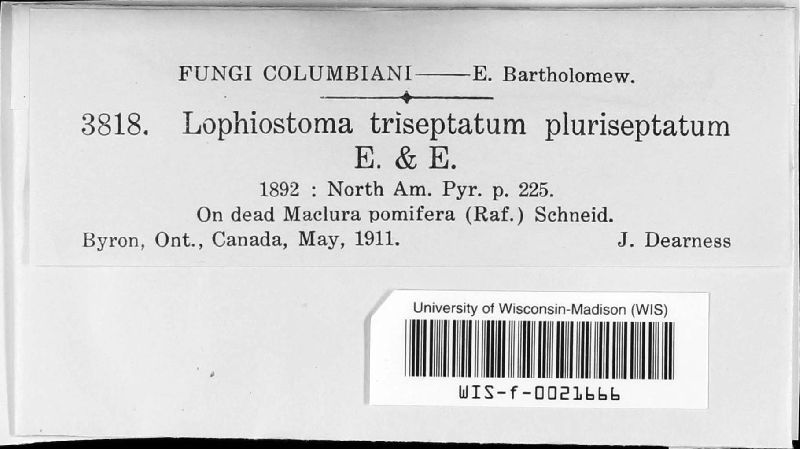 FUNGI COLUMBIANI——E. Bartholomew.
3818. Lophiostoma triseptatum pluriseptatum
E. & E.
1892 : North Am. Pyr. p. 225.
On dead Maclura pomifera (Raf.) Schneid.
Byron, Ont., Canada, May, 1911. J. Dearness
University of Wisconsin-Madison (WIS)
WIS-f-0021666